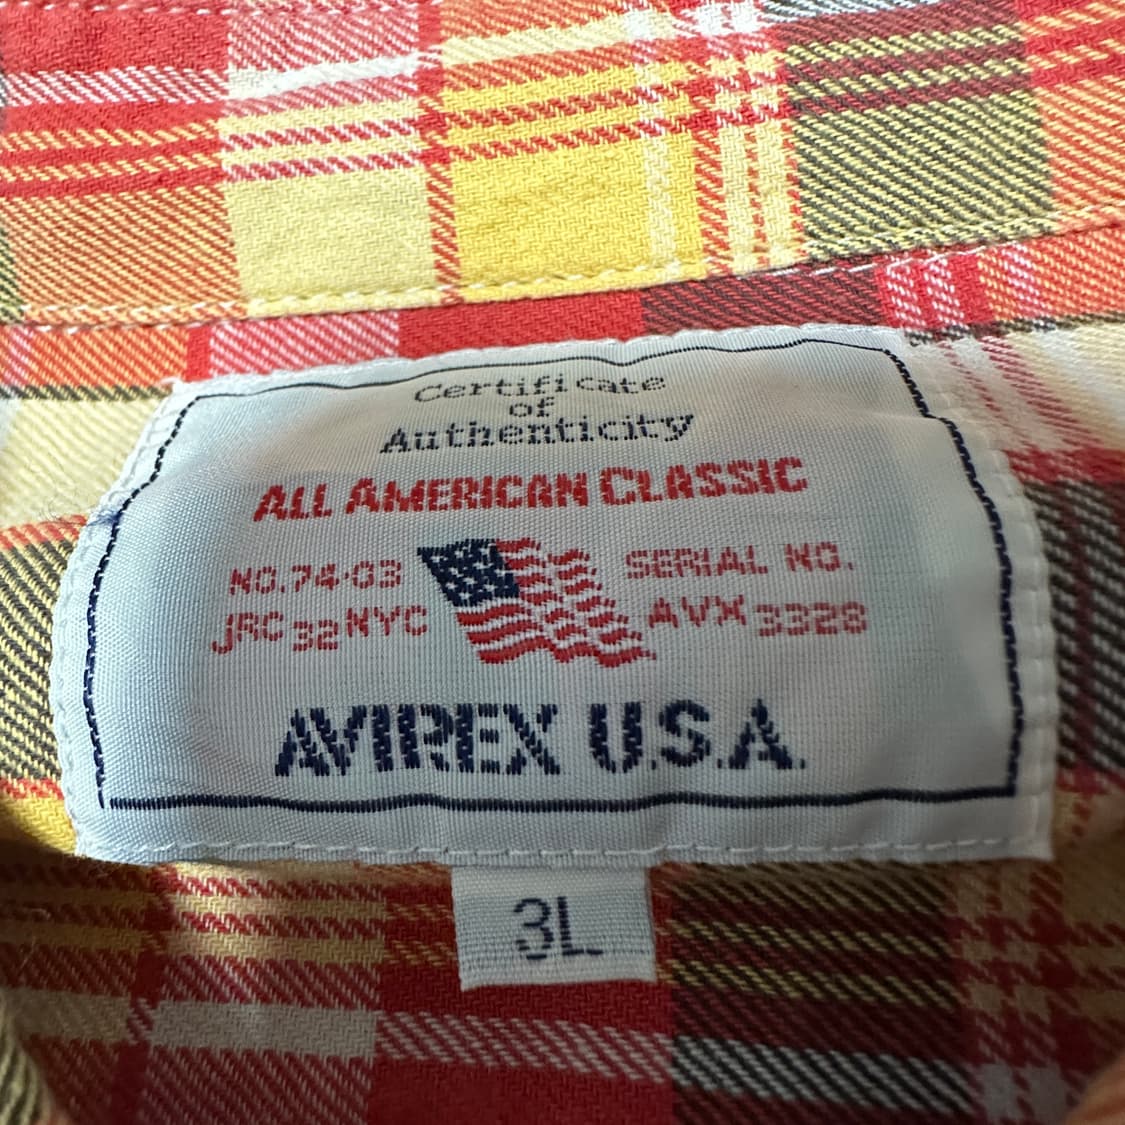 Certificate
of
Authenticity
ALL AMERICAN CLASSIC
NO.74-03
SERIAL NO.
JRC 32 NYC
AVX 3328
AVIREX U.S.A.
3L